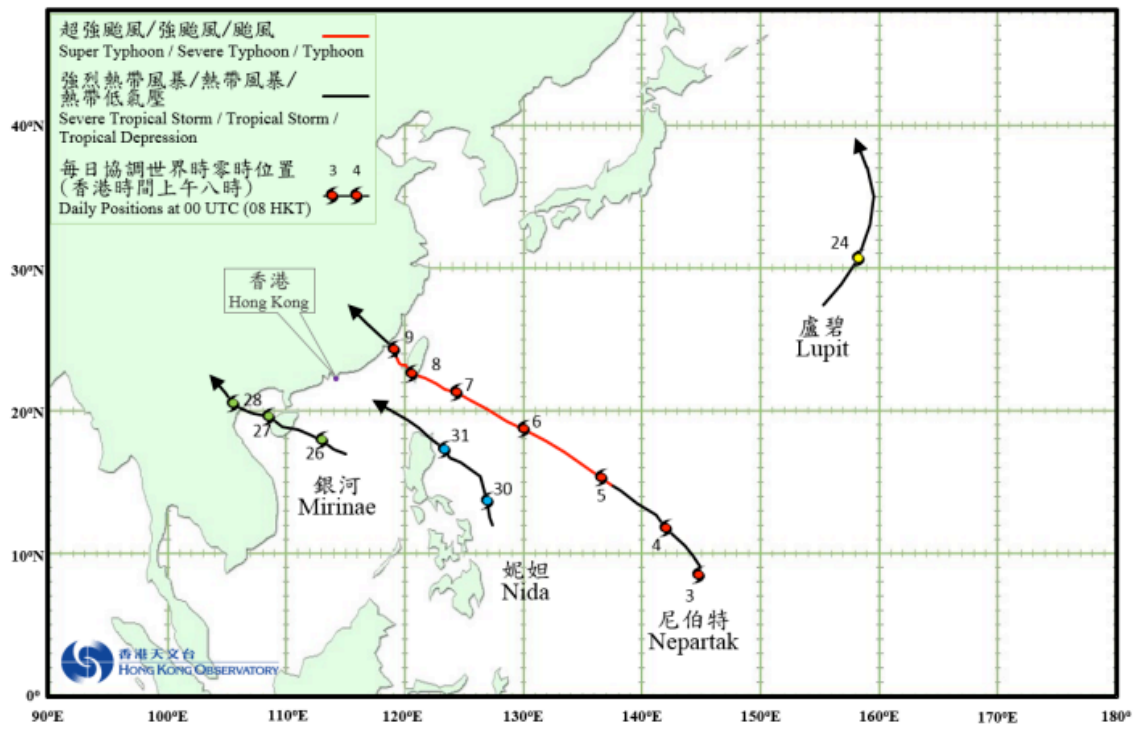 超強颱風/強颱風/颱風
Super Typhoon / Severe Typhoon / Typhoon
強烈熱帶風暴/熱帶風暴/
熱帶低氣壓
Severe Tropical Storm / Tropical Storm /
Tropical Depression
每日協調世界時零時位置
(香港時間上午八時)
Daily Positions at 00 UTC (08 HKT)
3 4
40°N
30°N
20°N
10°N
0°
香港
Hong Kong
24
盧碧
Lupit
9
8
7
6
5
4
3
尼伯特
Nepartak
28
27
26
銀河
Mirinae
31
30
妮妲
Nida
香港天文台
HONG KONG OBSERVATORY
90°E 100°E 110°E 120°E 130°E 140°E 150°E 160°E 170°E 180°